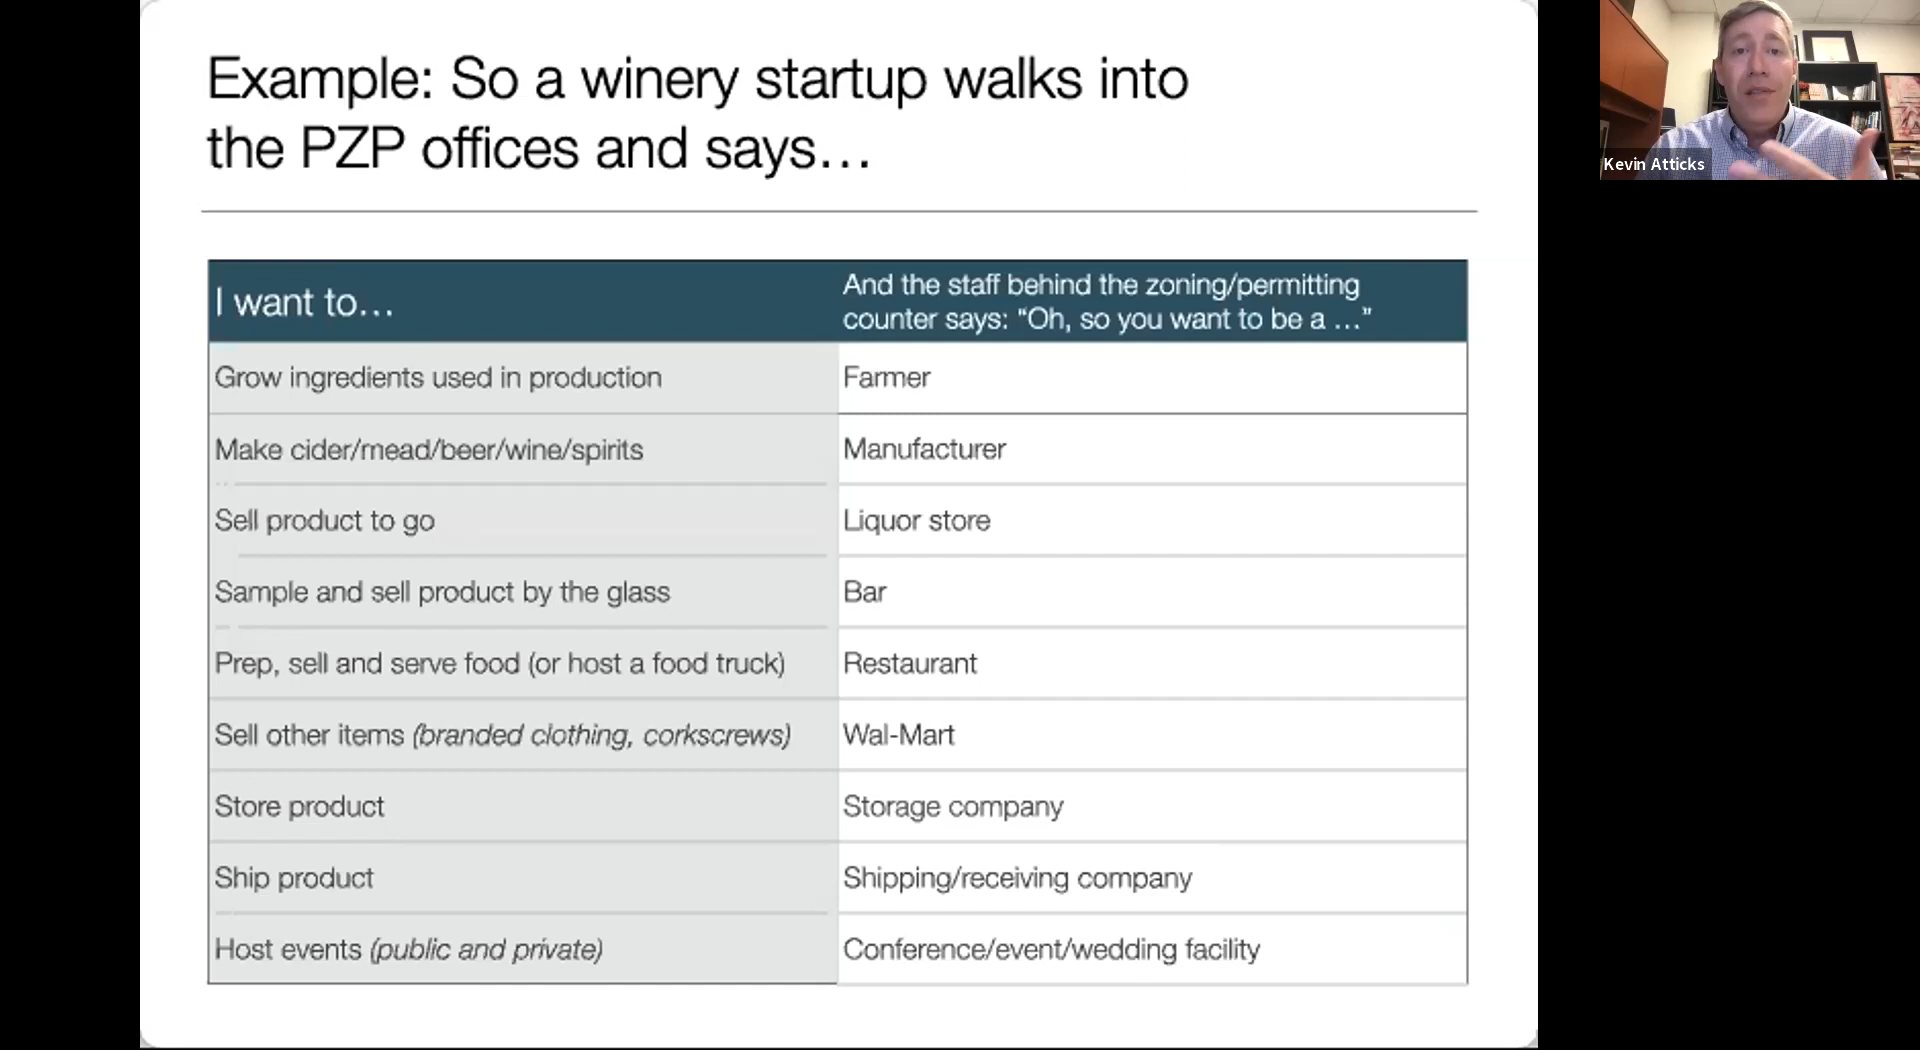 Example: So a winery startup walks into
the PZP offices and says…
I want to…
And the staff behind the zoning/permitting
counter says: “Oh, so you want to be a …”
Grow ingredients used in production
Farmer
Make cider/mead/beer/wine/spirits
Manufacturer
Sell product to go
Liquor store
Sample and sell product by the glass
Bar
Prep, sell and serve food (or host a food truck)
Restaurant
Sell other items (branded clothing, corkscrews)
Wal-Mart
Store product
Storage company
Ship product
Shipping/receiving company
Host events (public and private)
Conference/event/wedding facility
Kevin Atticks